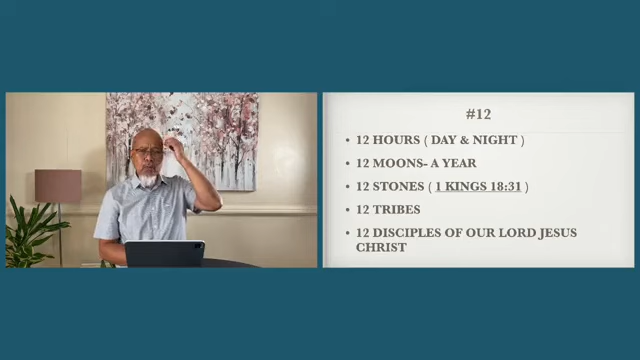 #12
• 12 HOURS ( DAY & NIGHT )
• 12 MOONS- A YEAR
• 12 STONES ( 1 KINGS 18:31 )
• 12 TRIBES
• 12 DISCIPLES OF OUR LORD JESUS
CHRIST